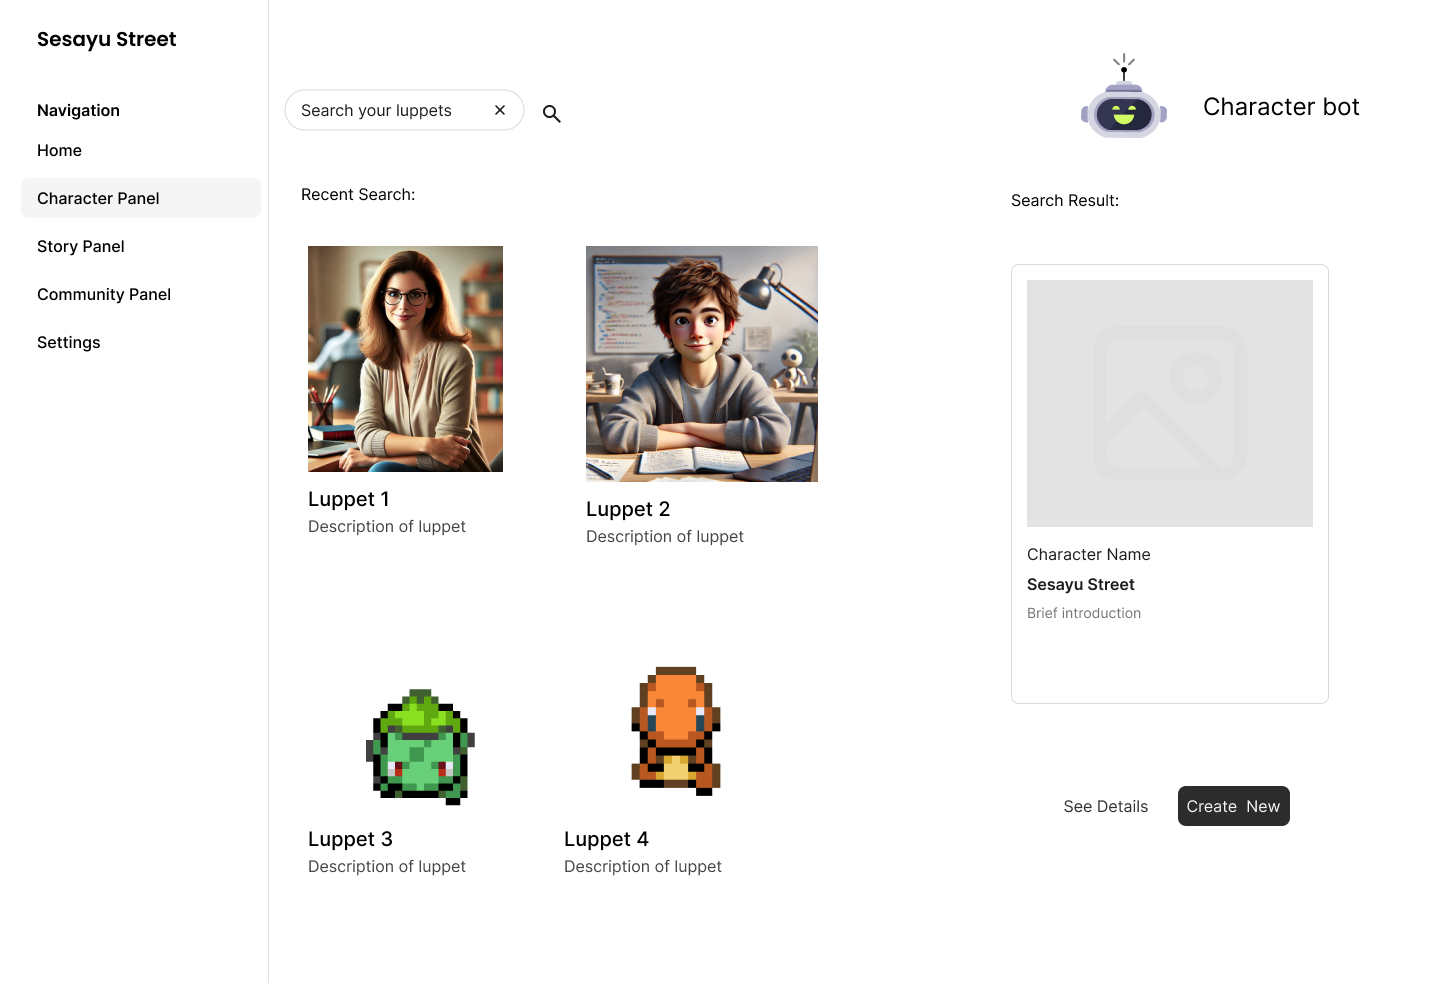 Sesayu Street
Navigation
Home
Character Panel
Story Panel
Community Panel
Settings
Search your luppets
Recent Search:
Luppet 1
Description of luppet
Luppet 2
Description of luppet
Luppet 3
Description of luppet
Luppet 4
Description of luppet
Character bot
Search Result:
Character Name
Sesayu Street
Brief introduction
See Details
Create New